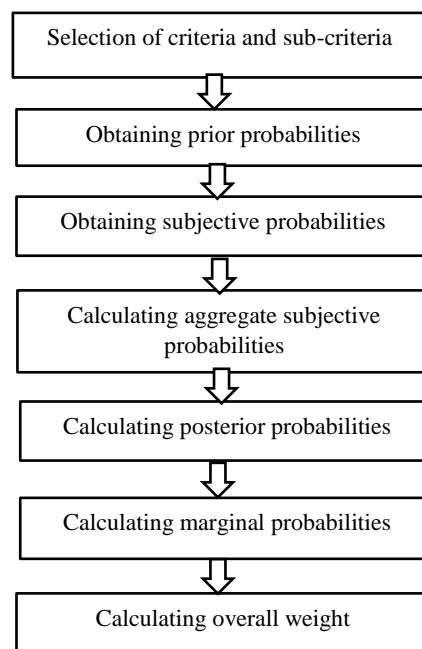 Selection of criteria and sub-criteria
Obtaining prior probabilities
Obtaining subjective probabilities
Calculating aggregate subjective
probabilities
Calculating posterior probabilities
Calculating marginal probabilities
Calculating overall weight